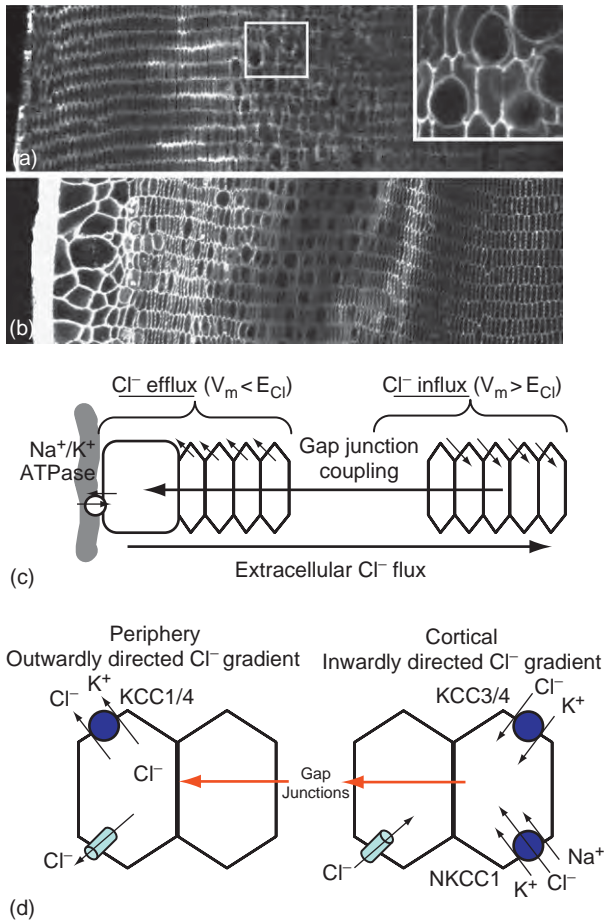 (a)
(b)
Cl⁻ efflux (Vm < ECl)
Cl⁻ influx (Vm > ECl)
Na⁺/K⁺
ATPase
Gap junction
coupling
Extracellular Cl⁻ flux
(c)
Periphery
Outwardly directed Cl⁻ gradient
Cortical
Inwardly directed Cl⁻ gradient
Cl⁻
K⁺
KCC1/4
KCC3/4
Cl⁻
K⁺
Cl⁻
Gap
Junctions
Cl⁻
Cl⁻
NKCC1
K⁺
Cl⁻
Na⁺
(d)